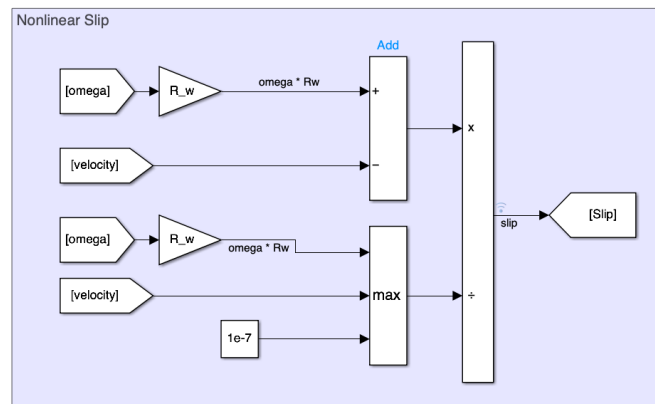 Nonlinear Slip
Add
[omega]
R_w
omega * Rw
+
[velocity]
−
x
[omega]
R_w
omega * Rw
[velocity]
max
÷
1e-7
slip
[Slip]